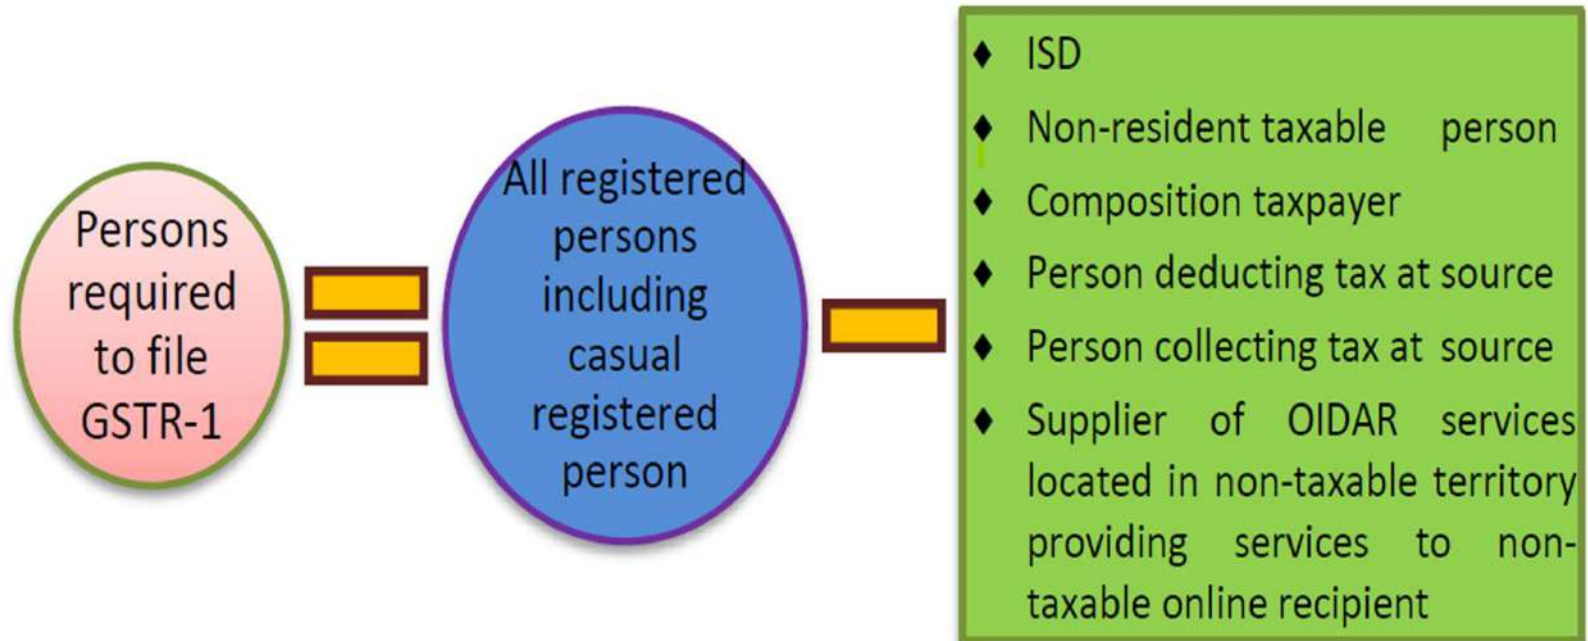 Persons
required
to file
GSTR-1
All registered
persons
including
casual
registered
person
♦ ISD
♦ Non-resident taxable person
♦ Composition taxpayer
♦ Person deducting tax at source
♦ Person collecting tax at source
♦ Supplier of OIDAR services
located in non-taxable territory
providing services to non-
taxable online recipient